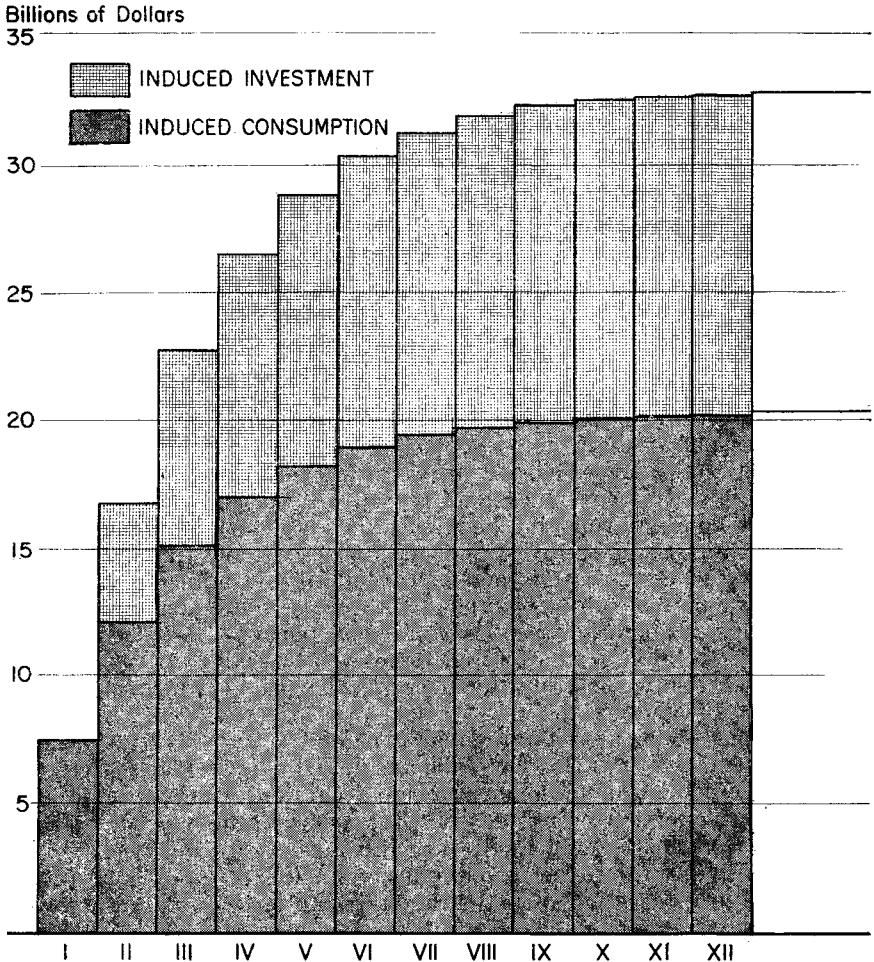 Billions of Dollars
35
INDUCED INVESTMENT
INDUCED CONSUMPTION
30
25
20
15
10
5
I II III IV V VI VII VIII IX X XI XII